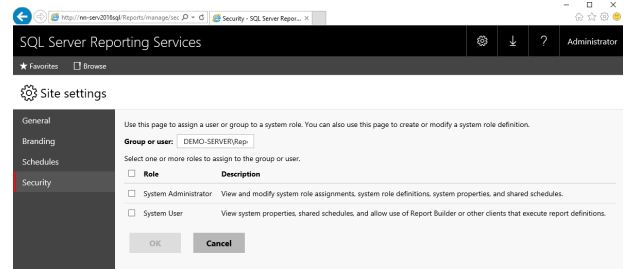 http://nn-serv2016sql/Reports/manage/sec
Security - SQL Server Repor...
SQL Server Reporting Services
? Administrator
Favorites Browse
Site settings
General
Branding
Schedules
Security
Use this page to assign a user or group to a system role. You can also use this page to create or modify a system role definition.
Group or user: DEMO-SERVER\Rep
Select one or more roles to assign to the group or user.
Role Description
System Administrator View and modify system role assignments, system role definitions, system properties, and shared schedules.
System User View system properties, shared schedules, and allow use of Report Builder or other clients that execute report definitions.
OK Cancel